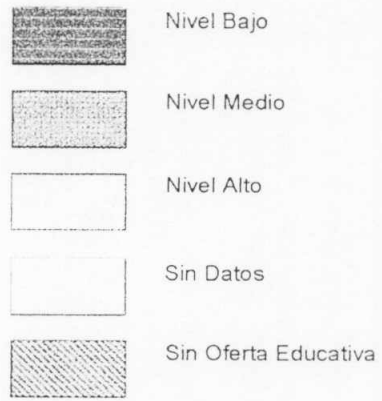 Nivel Bajo
Nivel Medio
Nivel Alto
Sin Datos
Sin Oferta Educativa